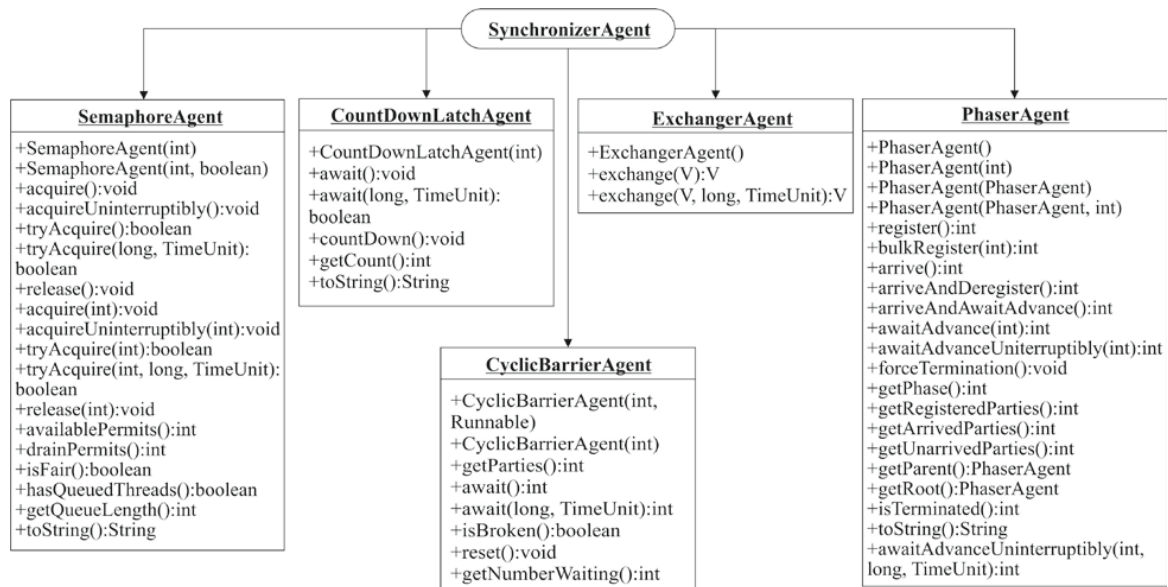 SynchronizerAgent
SemaphoreAgent
+SemaphoreAgent(int)
+SemaphoreAgent(int, boolean)
+acquire():void
+acquireUninterruptibly():void
+tryAcquire():boolean
+tryAcquire(long, TimeUnit):
boolean
+release():void
+acquire(int):void
+acquireUninterruptibly(int):void
+tryAcquire(int):boolean
+tryAcquire(int, long, TimeUnit):
boolean
+release(int):void
+availablePermits():int
+drainPermits():int
+isFair():boolean
+hasQueuedThreads():boolean
+getQueueLength():int
+toString():String
CountDownLatchAgent
+CountDownLatchAgent(int)
+await():void
+await(long, TimeUnit):
boolean
+countDown():void
+getCount():int
+toString():String
CyclicBarrierAgent
+CyclicBarrierAgent(int,
Runnable)
+CyclicBarrierAgent(int)
+getParties():int
+await():int
+await(long, TimeUnit):int
+isBroken():boolean
+reset():void
+getNumberWaiting():int
ExchangerAgent
+ExchangerAgent()
+exchange(V):V
+exchange(V, long, TimeUnit):V
PhaserAgent
+PhaserAgent()
+PhaserAgent(int)
+PhaserAgent(PhaserAgent)
+PhaserAgent(PhaserAgent, int)
+register():int
+bulkRegister(int):int
+arrive():int
+arriveAndDeregister():int
+arriveAndAwaitAdvance():int
+awaitAdvance(int):int
+awaitAdvanceUniterruptibly(int):int
+forceTermination():void
+getPhase():int
+getRegisteredParties():int
+getArrivedParties():int
+getUnarrivedParties():int
+getParent():PhaserAgent
+getRoot():PhaserAgent
+isTerminated():int
+toString():String
+awaitAdvanceUninterruptibly(int,
long, TimeUnit):int